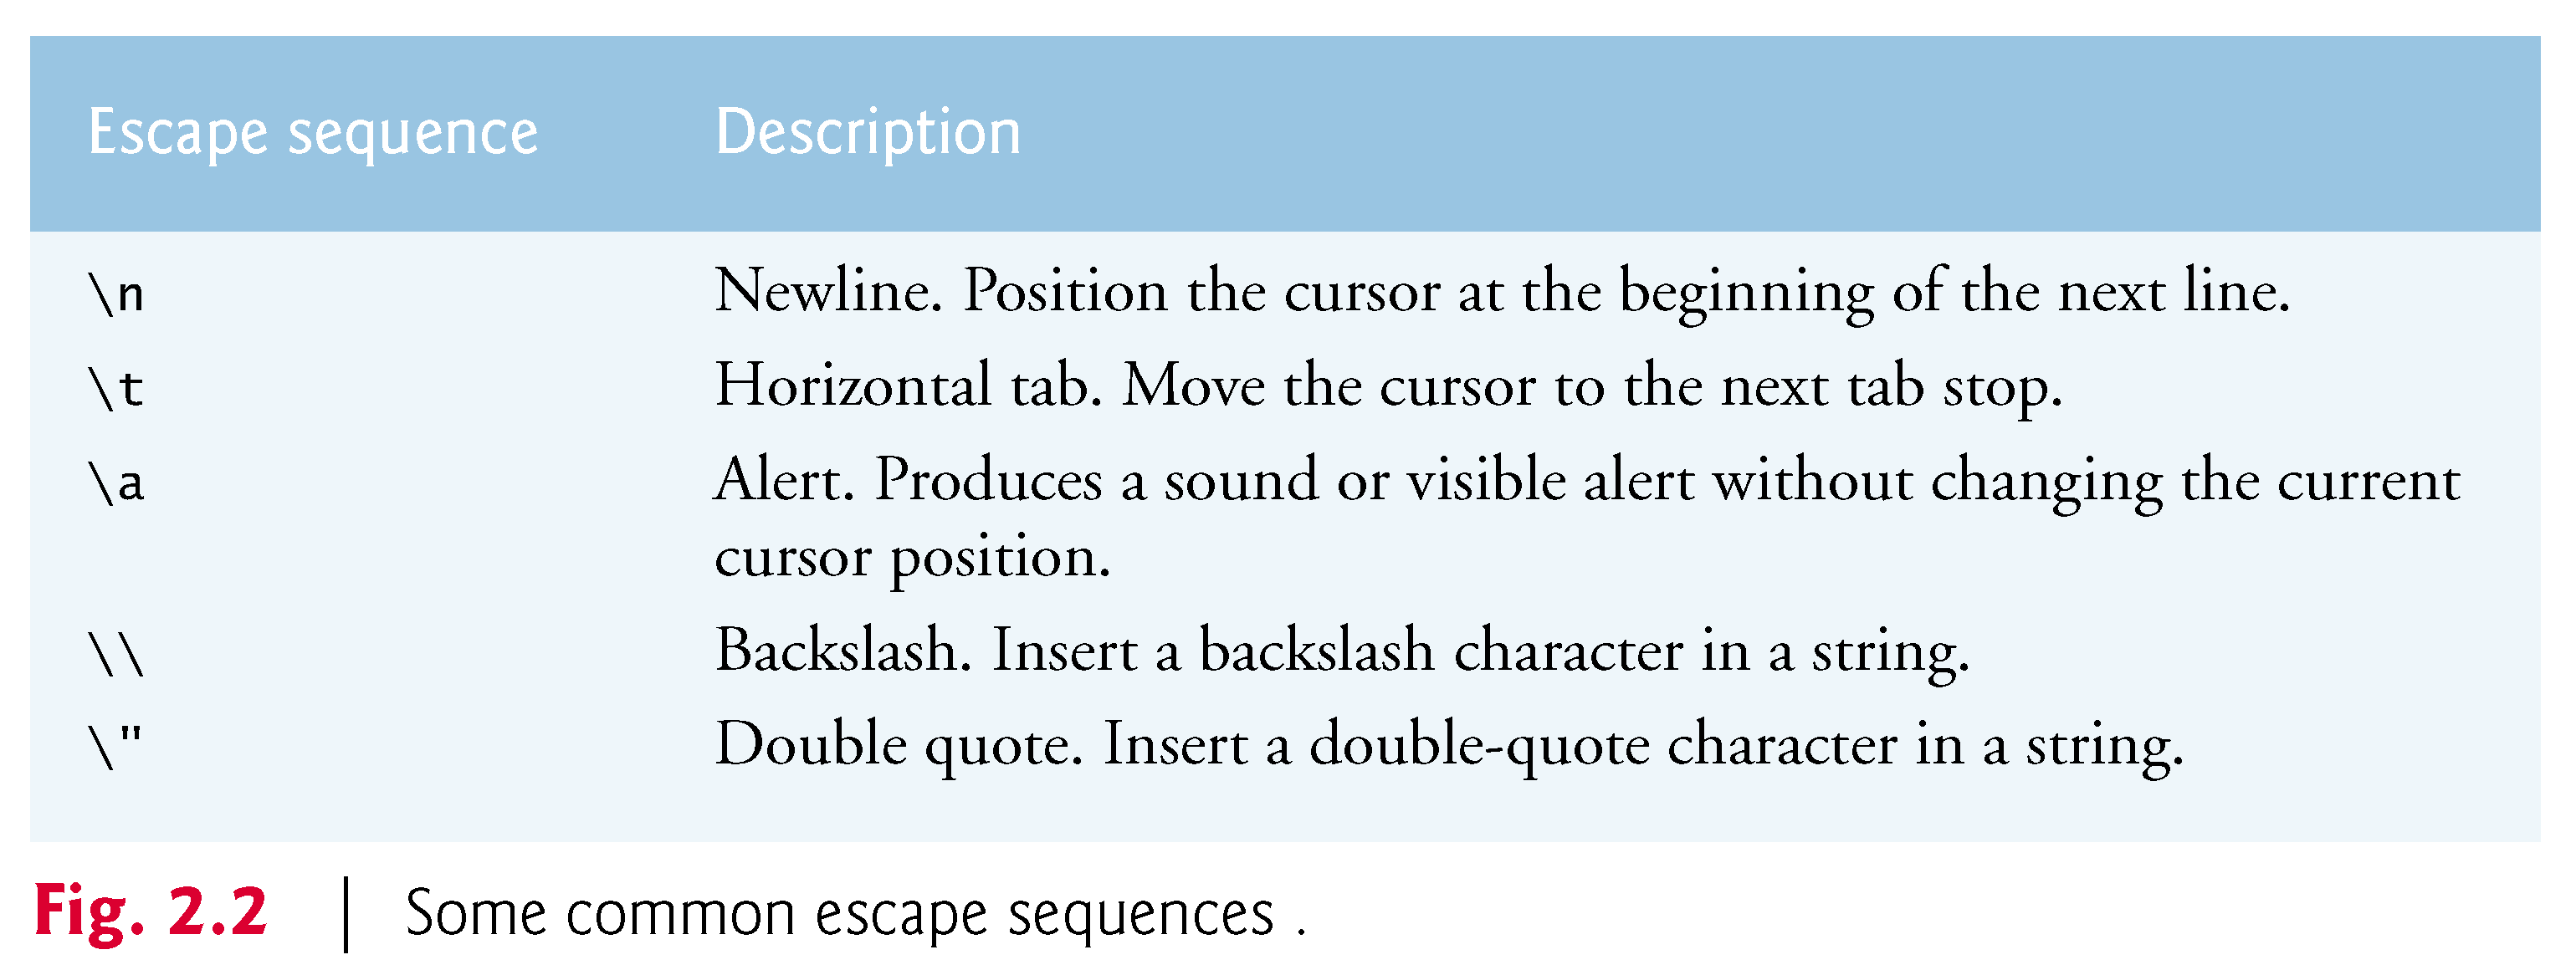 Escape sequence Description
\n Newline. Position the cursor at the beginning of the next line.
\t Horizontal tab. Move the cursor to the next tab stop.
\a Alert. Produces a sound or visible alert without changing the current
cursor position.
\\ Backslash. Insert a backslash character in a string.
\" Double quote. Insert a double-quote character in a string.
Fig. 2.2 | Some common escape sequences .